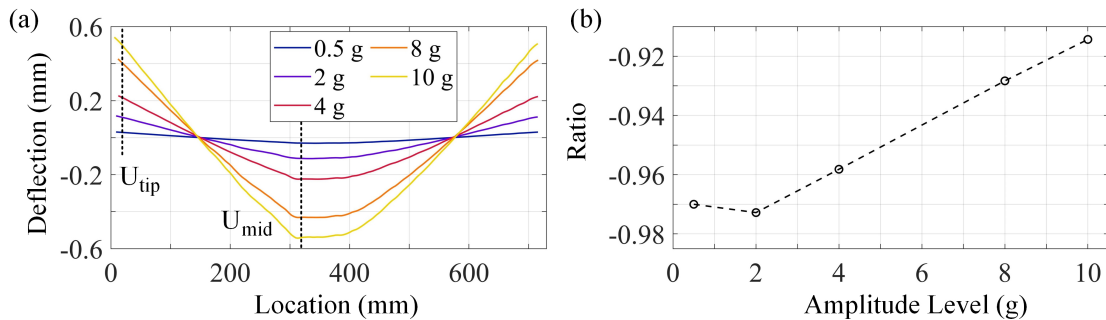 (a)
0.6
0.2
-0.2
-0.6
Deflection (mm)
0.5 g
2 g
4 g
8 g
10 g
U_tip
U_mid
0
200
400
600
Location (mm)
(b)
-0.92
-0.94
-0.96
-0.98
Ratio
0
2
4
6
8
10
Amplitude Level (g)